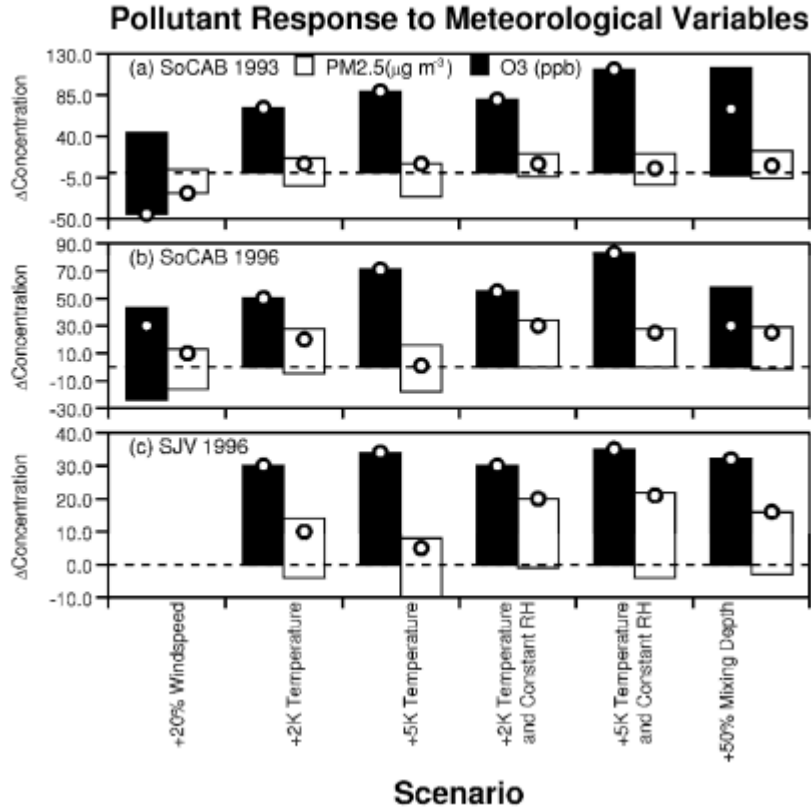 Pollutant Response to Meteorological Variables
130.0
(a) SoCAB 1993 PM2.5(μg m⁻³) O3 (ppb)
85.0
40.0
-5.0
-50.0
ΔConcentration
90.0
(b) SoCAB 1996
70.0
50.0
30.0
10.0
-10.0
-30.0
ΔConcentration
40.0
(c) SJV 1996
30.0
20.0
10.0
0.0
-10.0
ΔConcentration
+20% Windspeed
+2K Temperature
+5K Temperature
+2K Temperature
and Constant RH
+5K Temperature
and Constant RH
+50% Mixing Depth
Scenario